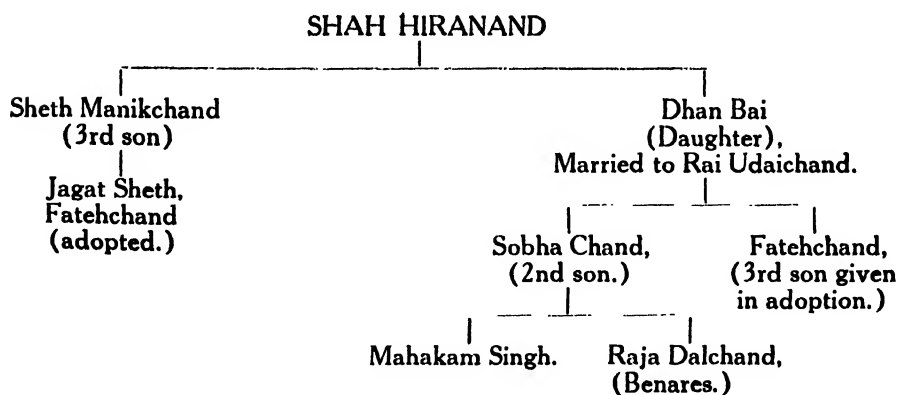 SHAH HIRANAND
Sheth Manikchand
(3rd son)
Jagat Sheth,
Fatehchand
(adopted.)
Dhan Bai
(Daughter),
Married to Rai Udaichand.
Sobha Chand,
(2nd son.)
Fatehchand,
(3rd son given
in adoption.)
Mahakam Singh.
Raja Dalchand,
(Benares.)